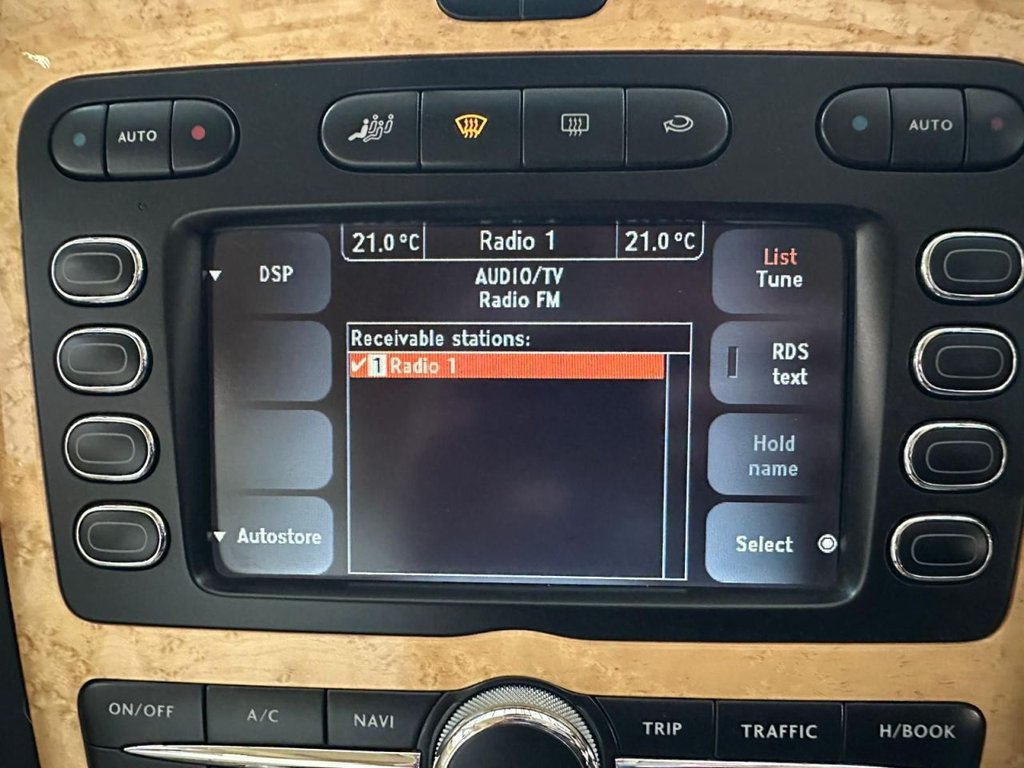 AUTO
AUTO
21.0 °C
Radio 1
21.0 °C
DSP
AUDIO/TV
Radio FM
List
Tune
Receivable stations:
1 Radio 1
RDS
text
Hold
name
Autostore
Select
ON/OFF
A/C
NAVI
TRIP
TRAFFIC
H/BOOK